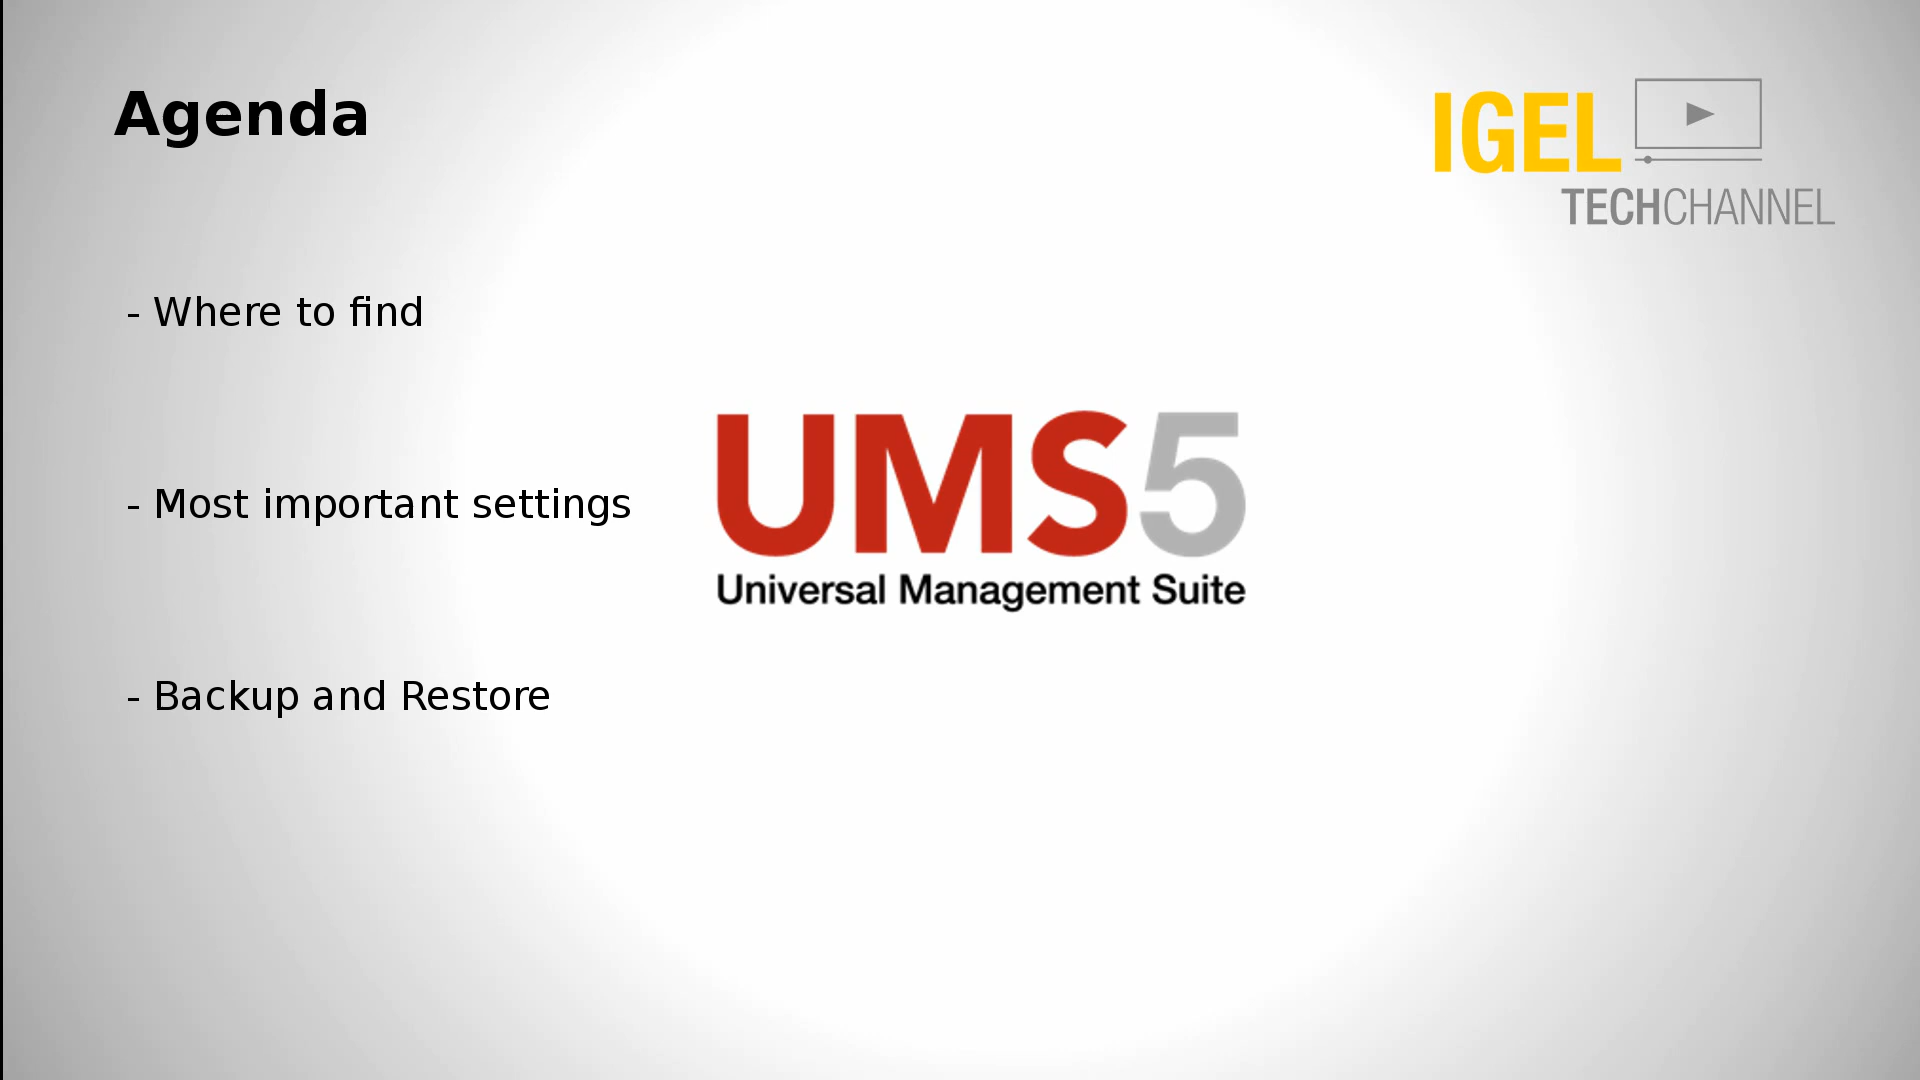 Agenda
IGEL
TECHCHANNEL
- Where to find
- Most important settings
- Backup and Restore
UMS5
Universal Management Suite